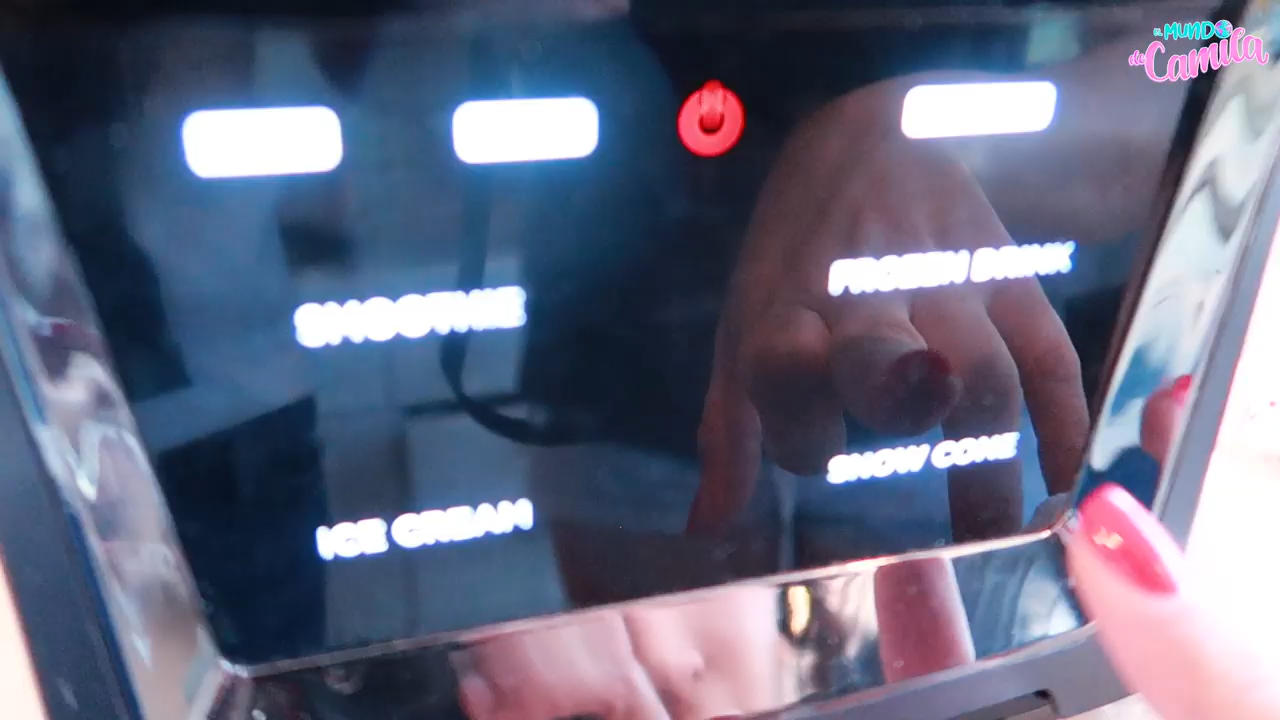 EL MUNDO
de Camila
SMOOTHIE
FROZEN DRINK
ICE CREAM
SNOW CONE